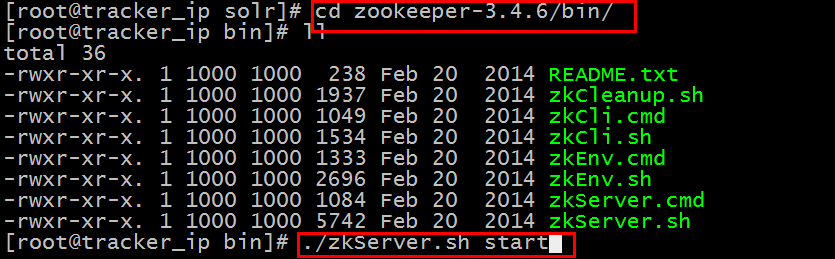 [root@tracker_ip solr]# cd zookeeper-3.4.6/bin/
[root@tracker_ip bin]# ll
total 36
-rwxr-xr-x. 1 1000 1000  238 Feb 20  2014 README.txt
-rwxr-xr-x. 1 1000 1000 1937 Feb 20  2014 zkCleanup.sh
-rwxr-xr-x. 1 1000 1000 1049 Feb 20  2014 zkCli.cmd
-rwxr-xr-x. 1 1000 1000 1534 Feb 20  2014 zkCli.sh
-rwxr-xr-x. 1 1000 1000 1333 Feb 20  2014 zkEnv.cmd
-rwxr-xr-x. 1 1000 1000 2696 Feb 20  2014 zkEnv.sh
-rwxr-xr-x. 1 1000 1000 1084 Feb 20  2014 zkServer.cmd
-rwxr-xr-x. 1 1000 1000 5742 Feb 20  2014 zkServer.sh
[root@tracker_ip bin]# ./zkServer.sh start